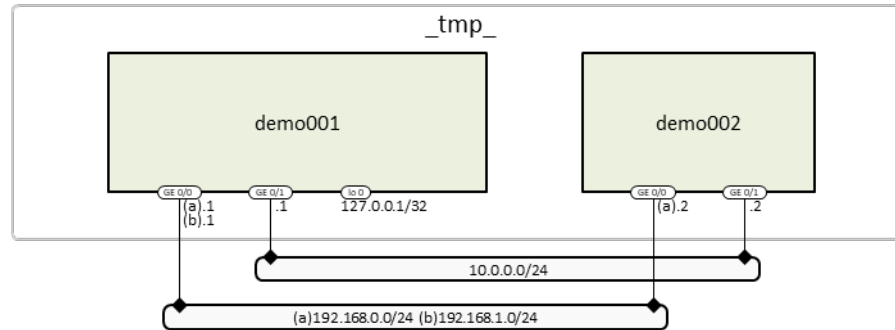 _tmp_
demo001
demo002
GE 0/0
GE 0/1
lo 0
GE 0/0
GE 0/1
(a).1
.1
127.0.0.1/32
(a).2
.2
(b).1
10.0.0.0/24
(a)192.168.0.0/24 (b)192.168.1.0/24